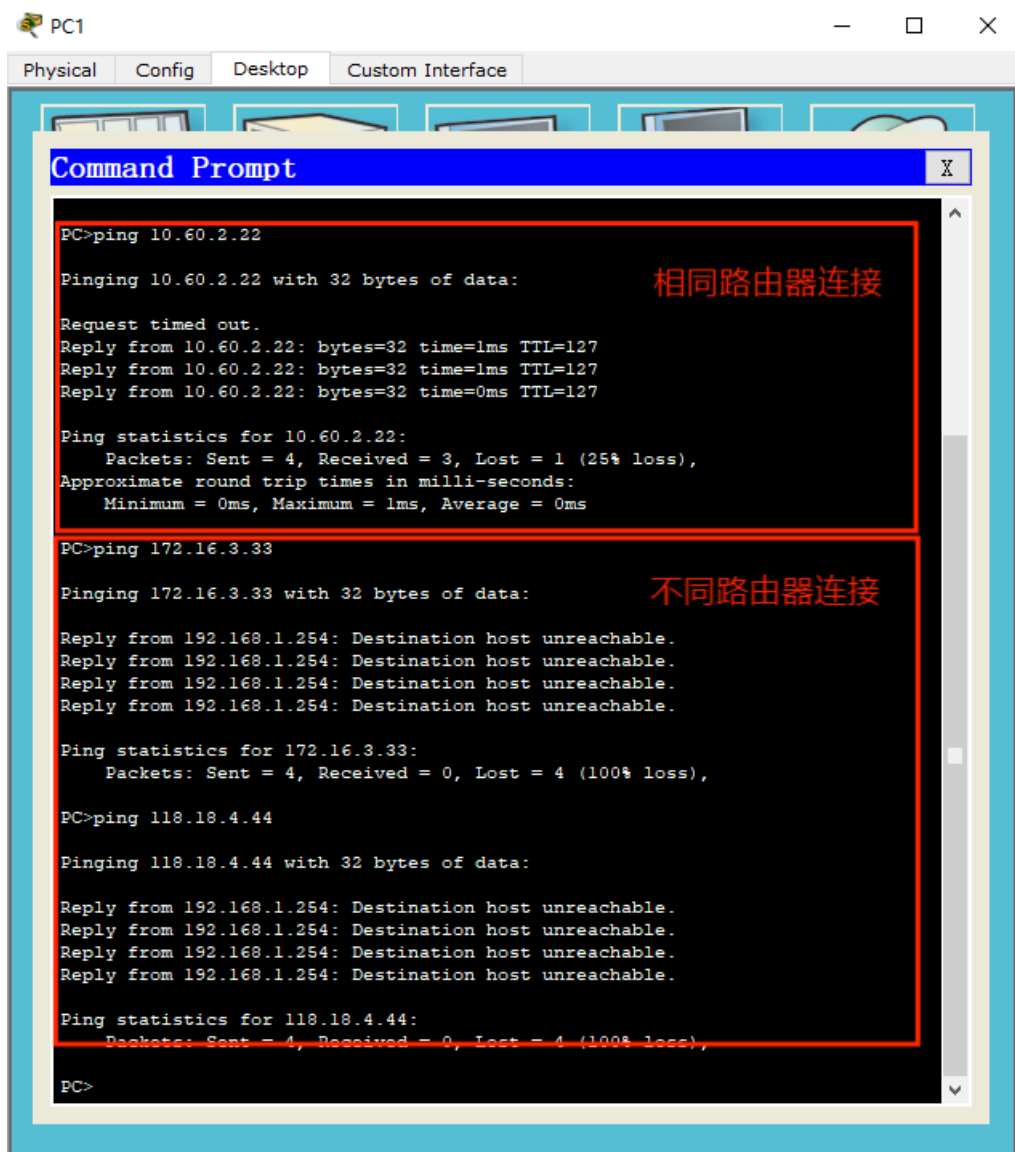 PC1
Physical Config Desktop Custom Interface
Command Prompt
X
PC>ping 10.60.2.22
Pinging 10.60.2.22 with 32 bytes of data:
相同路由器连接
Request timed out.
Reply from 10.60.2.22: bytes=32 time=1ms TTL=127
Reply from 10.60.2.22: bytes=32 time=1ms TTL=127
Reply from 10.60.2.22: bytes=32 time=0ms TTL=127
Ping statistics for 10.60.2.22:
Packets: Sent = 4, Received = 3, Lost = 1 (25% loss),
Approximate round trip times in milli-seconds:
Minimum = 0ms, Maximum = 1ms, Average = 0ms
PC>ping 172.16.3.33
Pinging 172.16.3.33 with 32 bytes of data:
不同路由器连接
Reply from 192.168.1.254: Destination host unreachable.
Reply from 192.168.1.254: Destination host unreachable.
Reply from 192.168.1.254: Destination host unreachable.
Reply from 192.168.1.254: Destination host unreachable.
Ping statistics for 172.16.3.33:
Packets: Sent = 4, Received = 0, Lost = 4 (100% loss),
PC>ping 118.18.4.44
Pinging 118.18.4.44 with 32 bytes of data:
Reply from 192.168.1.254: Destination host unreachable.
Reply from 192.168.1.254: Destination host unreachable.
Reply from 192.168.1.254: Destination host unreachable.
Reply from 192.168.1.254: Destination host unreachable.
Ping statistics for 118.18.4.44:
Packets: Sent = 4, Received = 0, Lost = 4 (100% loss),
PC>